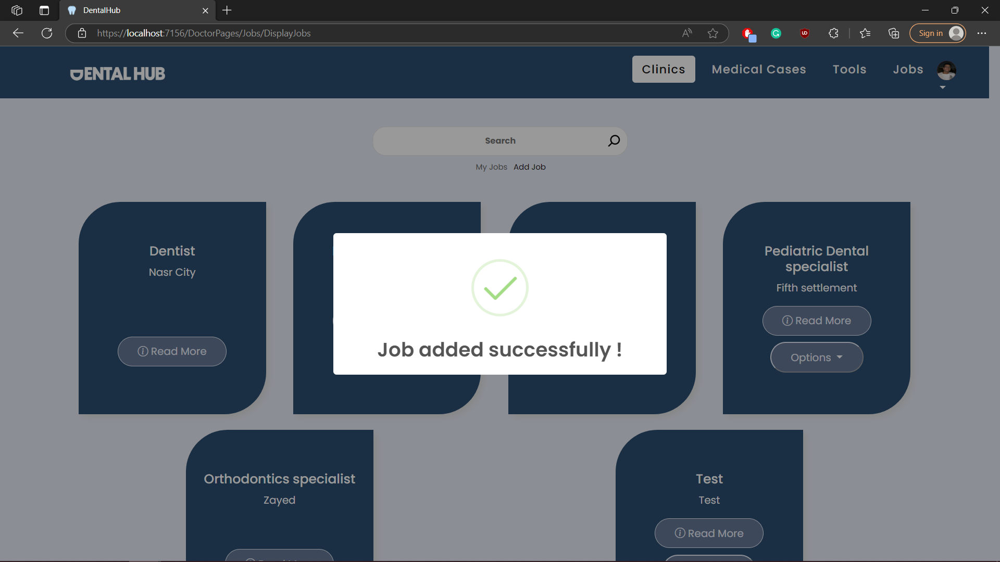 DentalHub
https://localhost:7156/DoctorPages/Jobs/DisplayJobs
Sign in
DENTAL HUB
Clinics
Medical Cases
Tools
Jobs
Search
My Jobs
Add Job
Dentist
Nasr City
Read More
Pediatric Dental
specialist
Fifth settlement
Read More
Options
Job added successfully !
Orthodontics specialist
Zayed
Test
Test
Read More